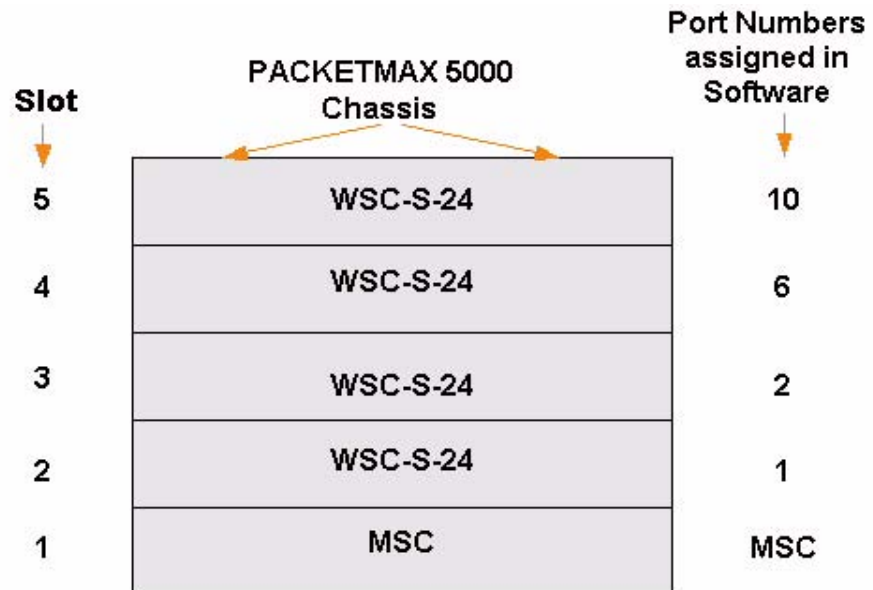 Port Numbers
assigned in
Software
PACKETMAX 5000
Chassis
Slot
5 WSC-S-24 10
4 WSC-S-24 6
3 WSC-S-24 2
2 WSC-S-24 1
1 MSC MSC